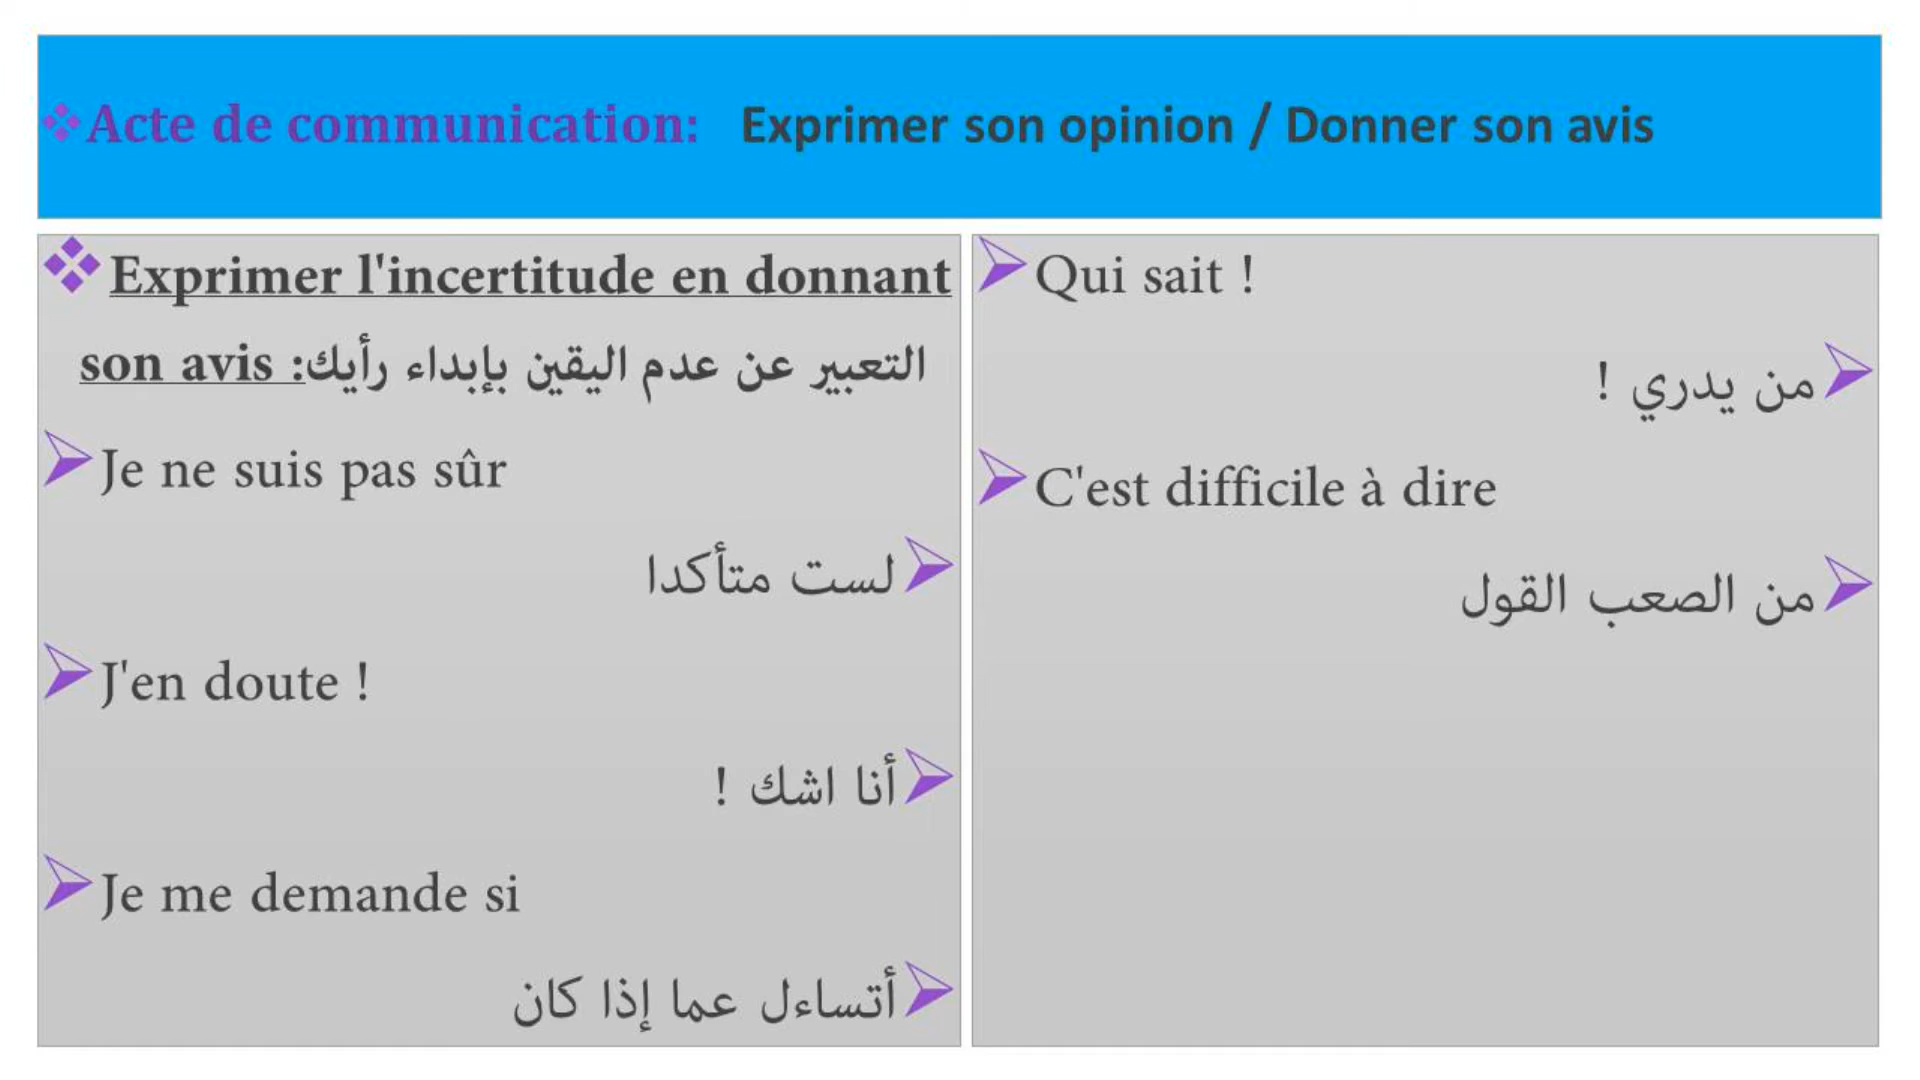 ❖Acte de communication: Exprimer son opinion / Donner son avis
❖Exprimer l'incertitude en donnant
son avis :التعبير عن عدم اليقين بإبداء رأيك
➢Je ne suis pas sûr
➢لست متأكدا
➢J'en doute !
➢أنا اشك !
➢Je me demande si
➢أتساءل عما إذا كان
➢Qui sait !
➢من يدري !
➢C'est difficile à dire
➢من الصعب القول